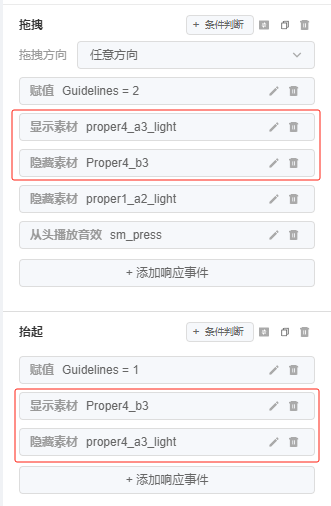 拖拽
+ 条件判断
拖拽方向
任意方向
赋值 Guidelines = 2
显示素材 proper4_a3_light
隐藏素材 Proper4_b3
隐藏素材 proper1_a2_light
从头播放音效 sm_press
+ 添加响应事件
抬起
+ 条件判断
赋值 Guidelines = 1
显示素材 Proper4_b3
隐藏素材 proper4_a3_light
+ 添加响应事件